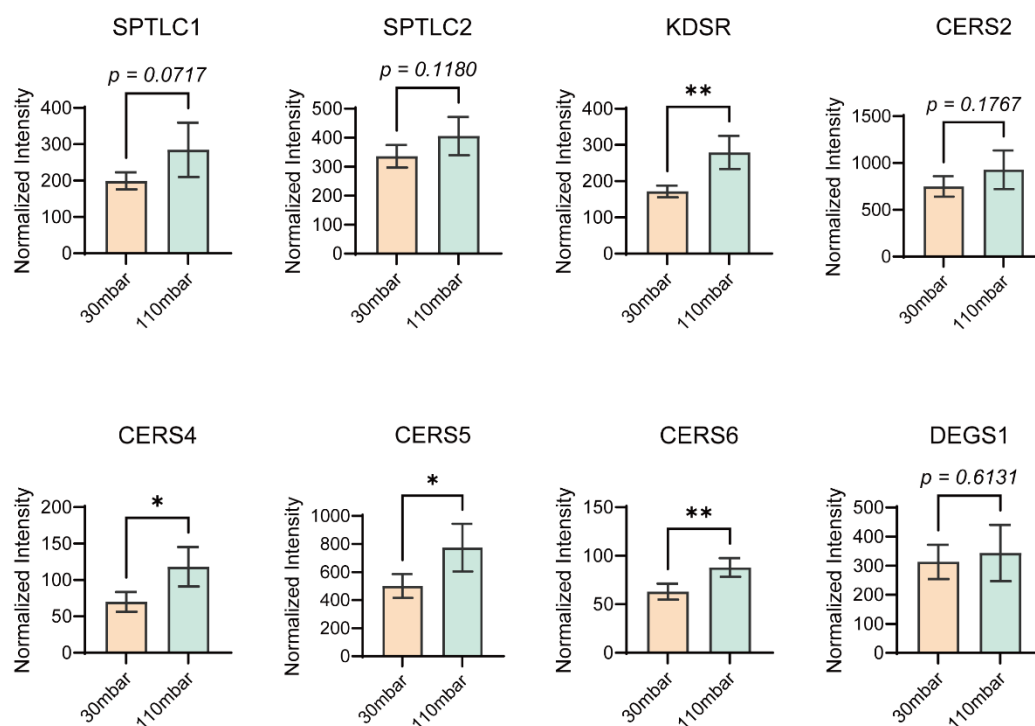 SPTLC1
p = 0.0717
Normalized Intensity
400
300
200
100
0
30mbar
110mbar
SPTLC2
p = 0.1180
Normalized Intensity
500
400
300
200
100
0
30mbar
110mbar
KDSR
**
Normalized Intensity
400
300
200
100
0
30mbar
110mbar
CERS2
p = 0.1767
Normalized Intensity
1500
1000
500
0
30mbar
110mbar
CERS4
*
Normalized Intensity
200
150
100
50
0
30mbar
110mbar
CERS5
*
Normalized Intensity
1000
800
600
400
200
0
30mbar
110mbar
CERS6
**
Normalized Intensity
150
100
50
0
30mbar
110mbar
DEGS1
p = 0.6131
Normalized Intensity
500
400
300
200
100
0
30mbar
110mbar